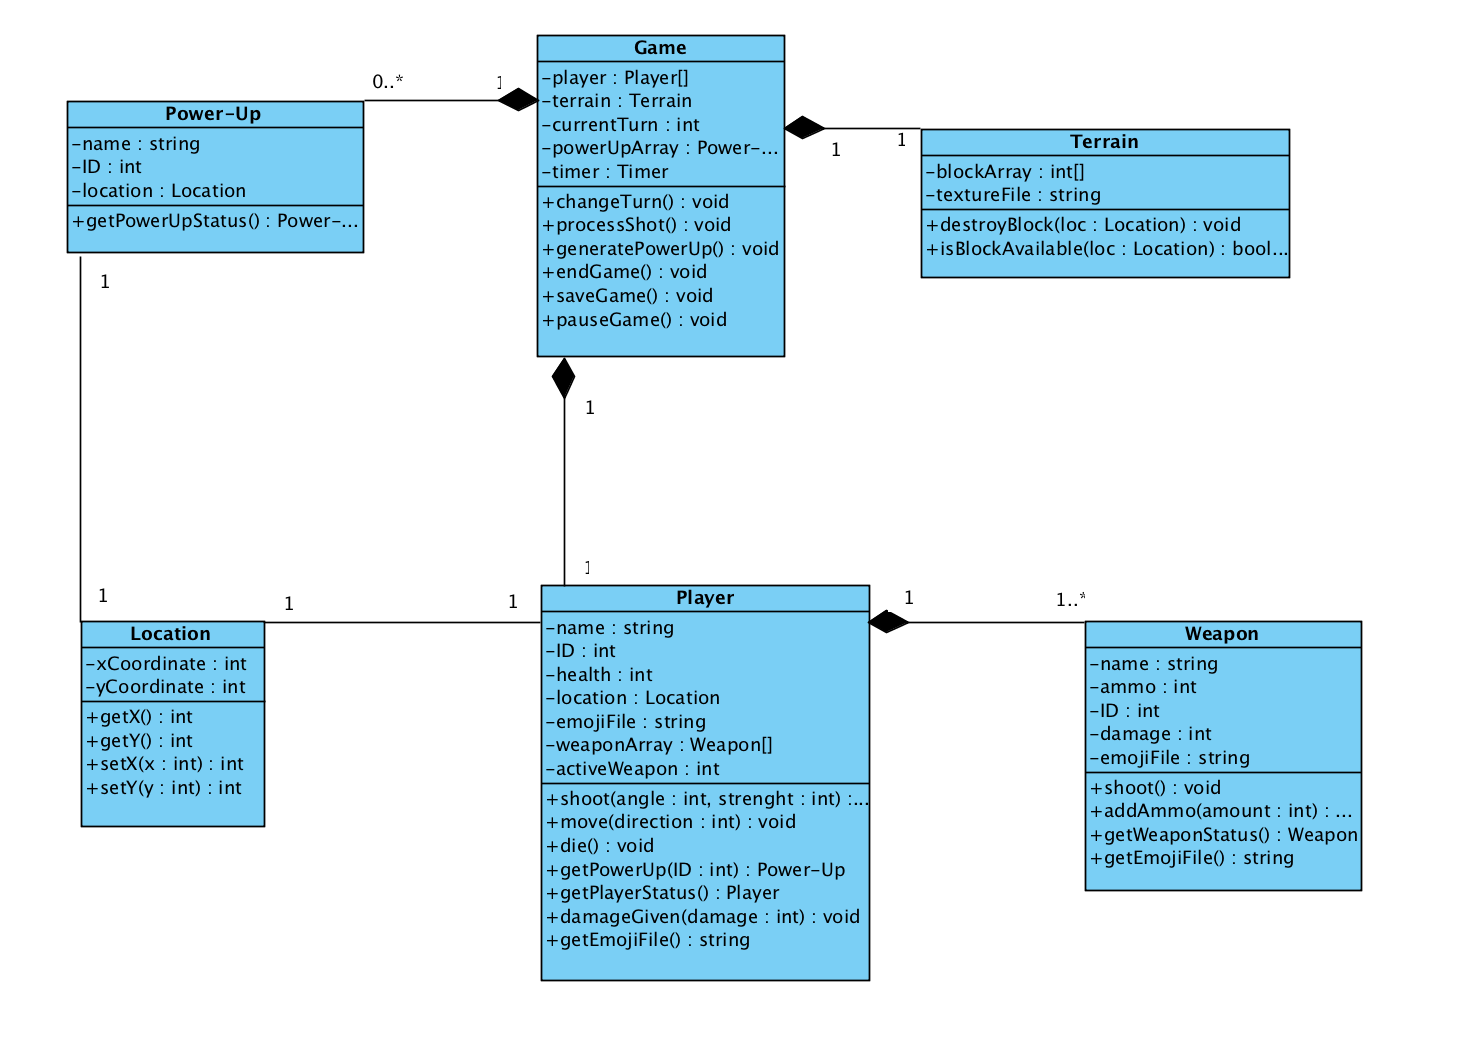 Game
-player : Player[]
-terrain : Terrain
-currentTurn : int
-powerUpArray : Power-...
-timer : Timer
+changeTurn() : void
+processShot() : void
+generatePowerUp() : void
+endGame() : void
+saveGame() : void
+pauseGame() : void
0..*
1
Power-Up
-name : string
-ID : int
-location : Location
+getPowerUpStatus() : Power-...
1
1
1
1
Terrain
-blockArray : int[]
-textureFile : string
+destroyBlock(loc : Location) : void
+isBlockAvailable(loc : Location) : bool...
1
1
Location
-xCoordinate : int
-yCoordinate : int
+getX() : int
+getY() : int
+setX(x : int) : int
+setY(y : int) : int
1
1
Player
-name : string
-ID : int
-health : int
-location : Location
-emojiFile : string
-weaponArray : Weapon[]
-activeWeapon : int
+shoot(angle : int, strenght : int) :...
+move(direction : int) : void
+die() : void
+getPowerUp(ID : int) : Power-Up
+getPlayerStatus() : Player
+damageGiven(damage : int) : void
+getEmojiFile() : string
1
1..*
Weapon
-name : string
-ammo : int
-ID : int
-damage : int
-emojiFile : string
+shoot() : void
+addAmmo(amount : int) : ...
+getWeaponStatus() : Weapon
+getEmojiFile() : string